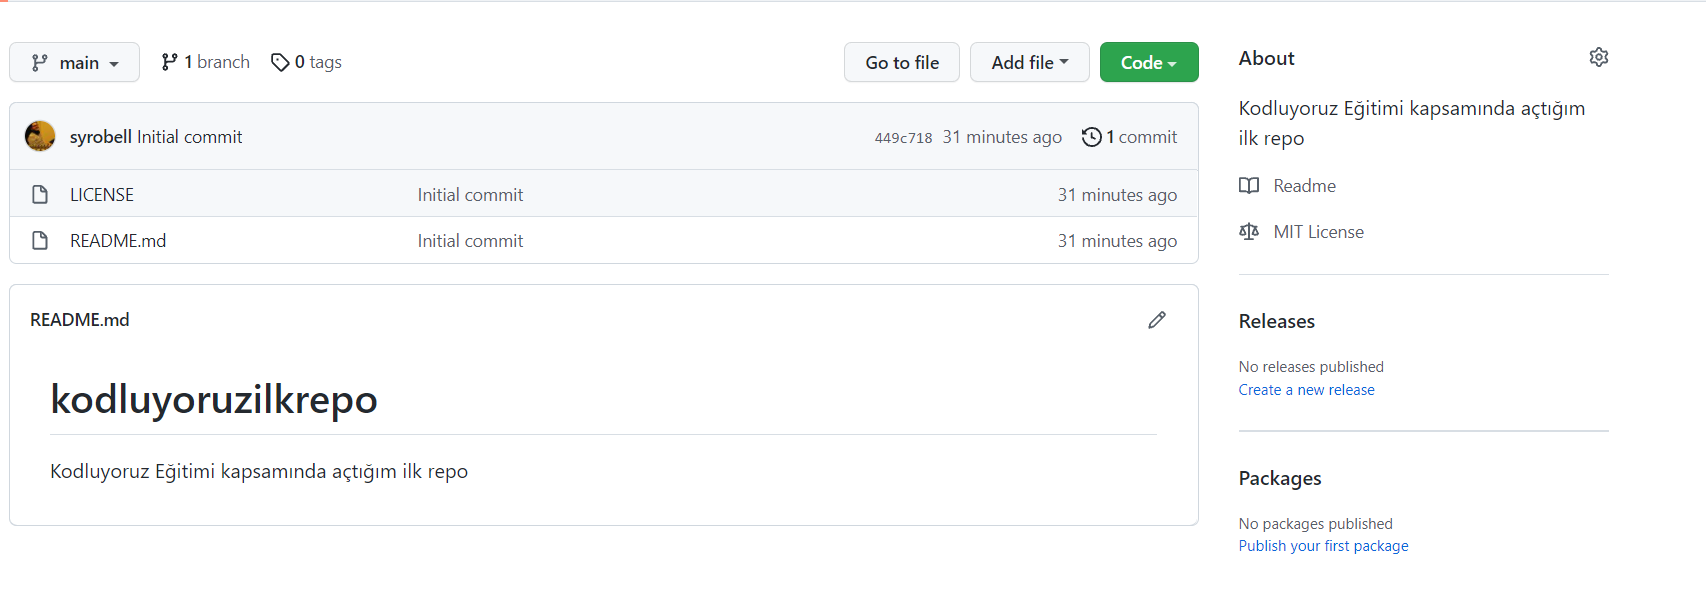 main 1 branch 0 tags Go to file Add file Code
syrobell Initial commit 449c718 31 minutes ago 1 commit
LICENSE Initial commit 31 minutes ago
README.md Initial commit 31 minutes ago
README.md
kodluyoruzilkrepo
Kodluyoruz Eğitimi kapsamında açtığım ilk repo
About
Kodluyoruz Eğitimi kapsamında açtığım
ilk repo
Readme
MIT License
Releases
No releases published
Create a new release
Packages
No packages published
Publish your first package